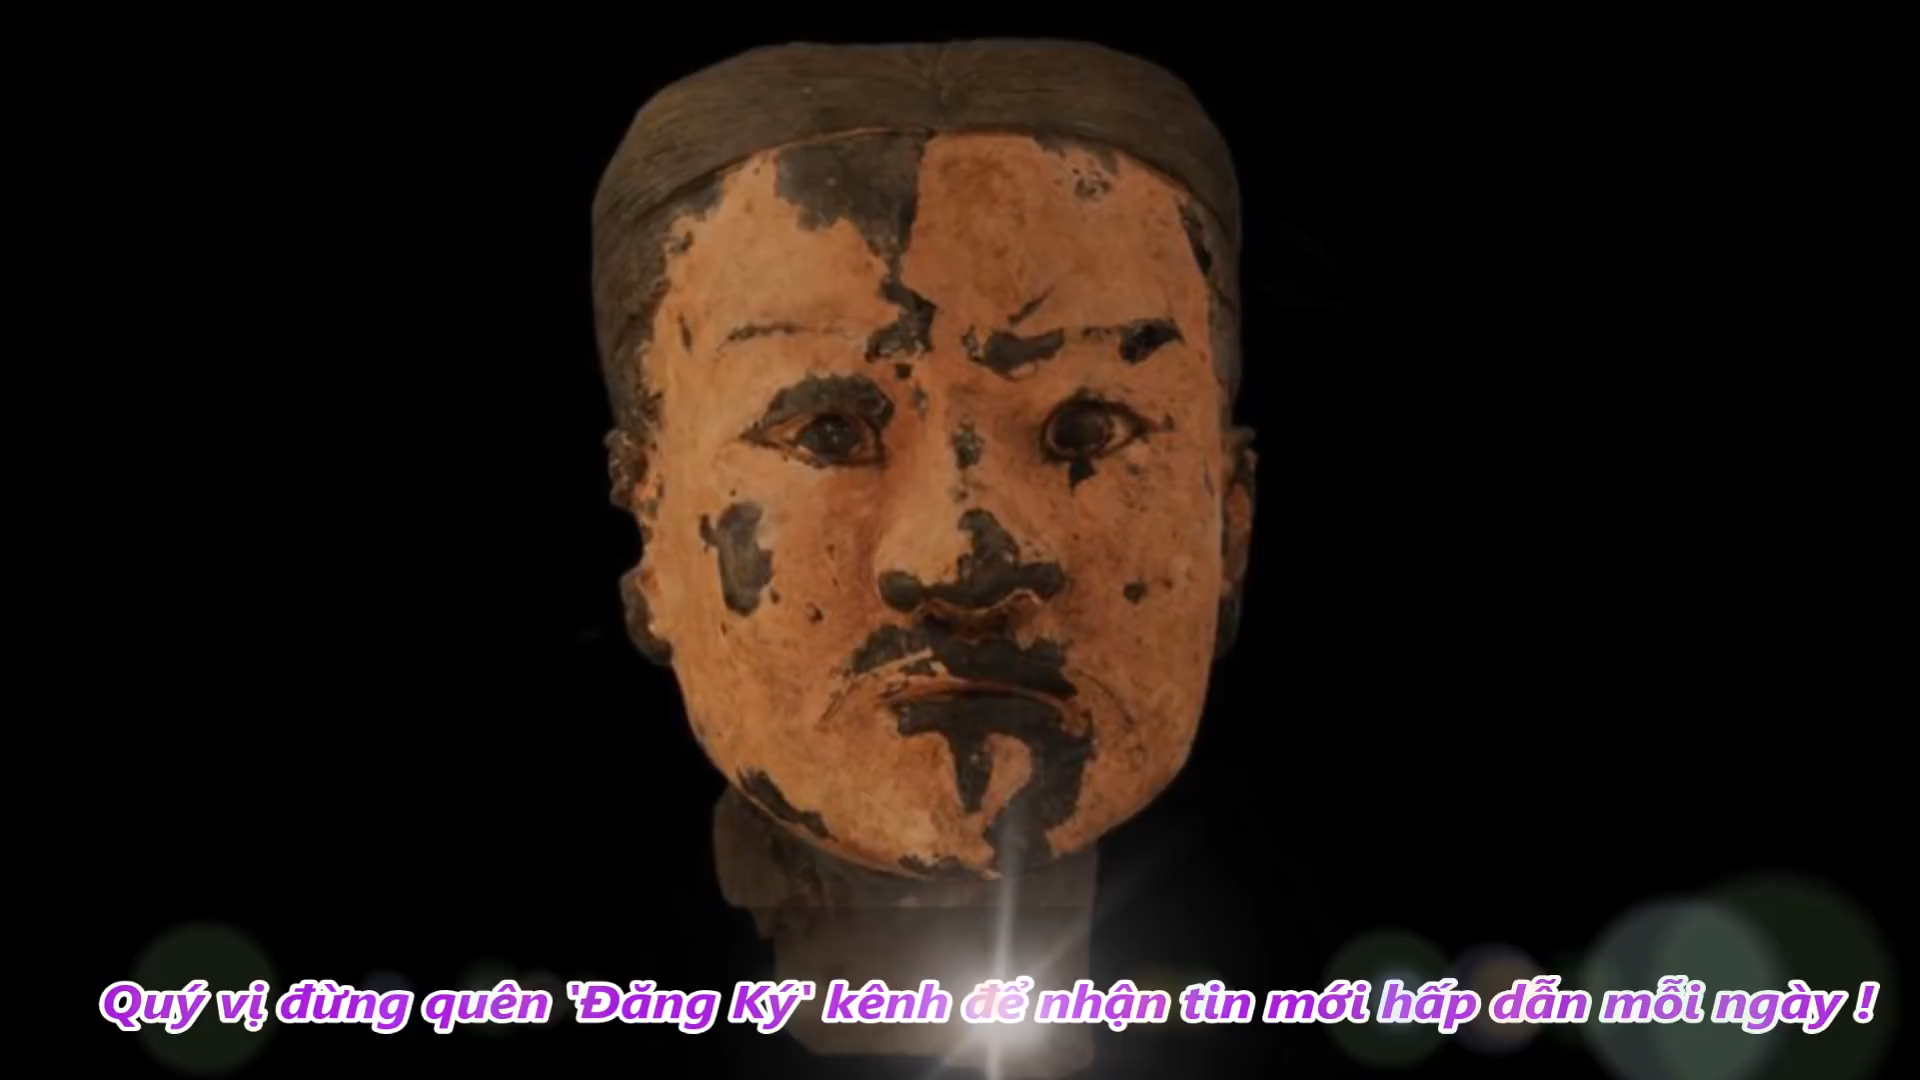 Quý vị đừng quên 'Đăng Ký' kênh để nhận tin mới hấp dẫn mỗi ngày !